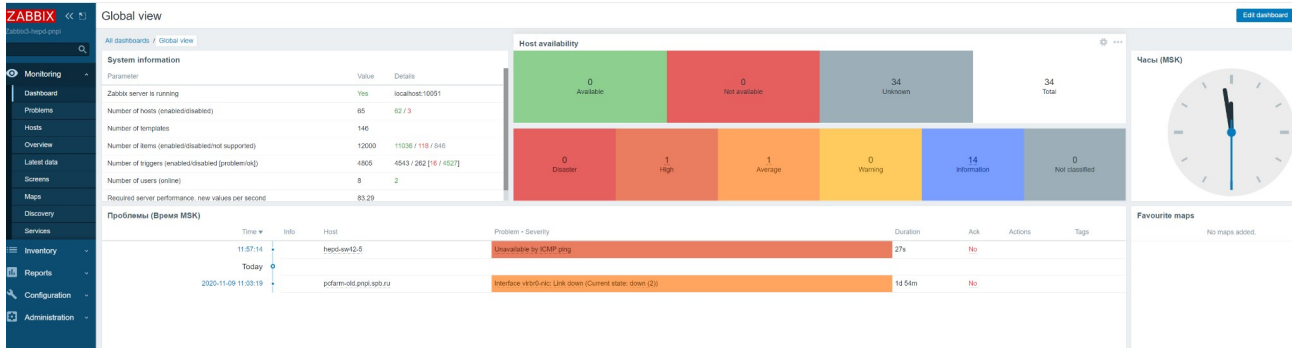 ZABBIX
Zabbix3-hepd-pnpi
Monitoring
Dashboard
Problems
Hosts
Overview
Latest data
Screens
Maps
Discovery
Services
Inventory
Reports
Configuration
Administration
Global view
Edit dashboard
All dashboards / Global view
System information
Parameter Value Details
Zabbix server is running Yes localhost:10051
Number of hosts (enabled/disabled) 65 62 / 3
Number of templates 146
Number of items (enabled/disabled/not supported) 12000 11036 / 118 / 846
Number of triggers (enabled/disabled [problem/ok]) 4805 4543 / 262 [16 / 4527]
Number of users (online) 8 2
Required server performance, new values per second 83.29
Host availability
0 Available
0 Not available
34 Unknown
34 Total
0 Disaster
1 High
1 Average
0 Warning
14 Information
0 Not classified
Часы (MSK)
Проблемы (Время MSK)
Time Info Host Problem • Severity Duration Ack Actions Tags
11:57:14 hepd-sw42-5 Unavailable by ICMP ping 27s No
Today
2020-11-09 11:03:19 pcfarm-old.pnpi.spb.ru Interface virbr0-nic: Link down (Current state: down (2)) 1d 54m No
Favourite maps
No maps added.